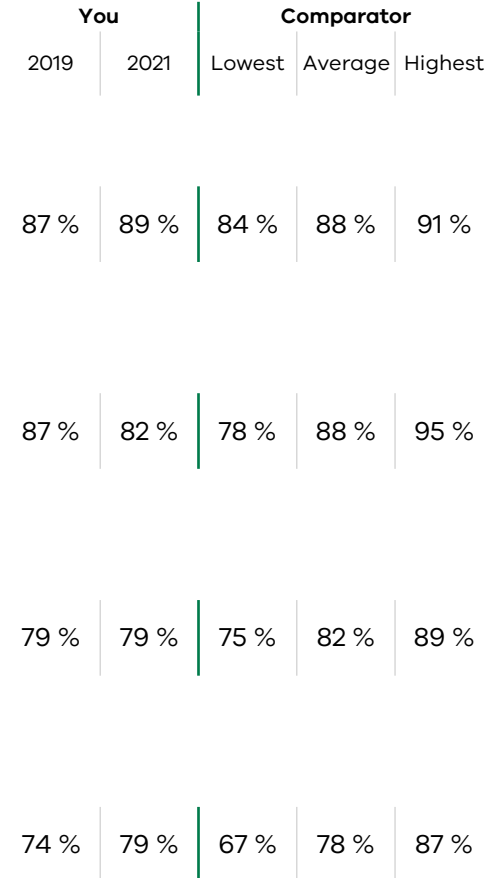 You Comparator
2019 2021 Lowest Average Highest
87 % 89 % 84 % 88 % 91 %
87 % 82 % 78 % 88 % 95 %
79 % 79 % 75 % 82 % 89 %
74 % 79 % 67 % 78 % 87 %